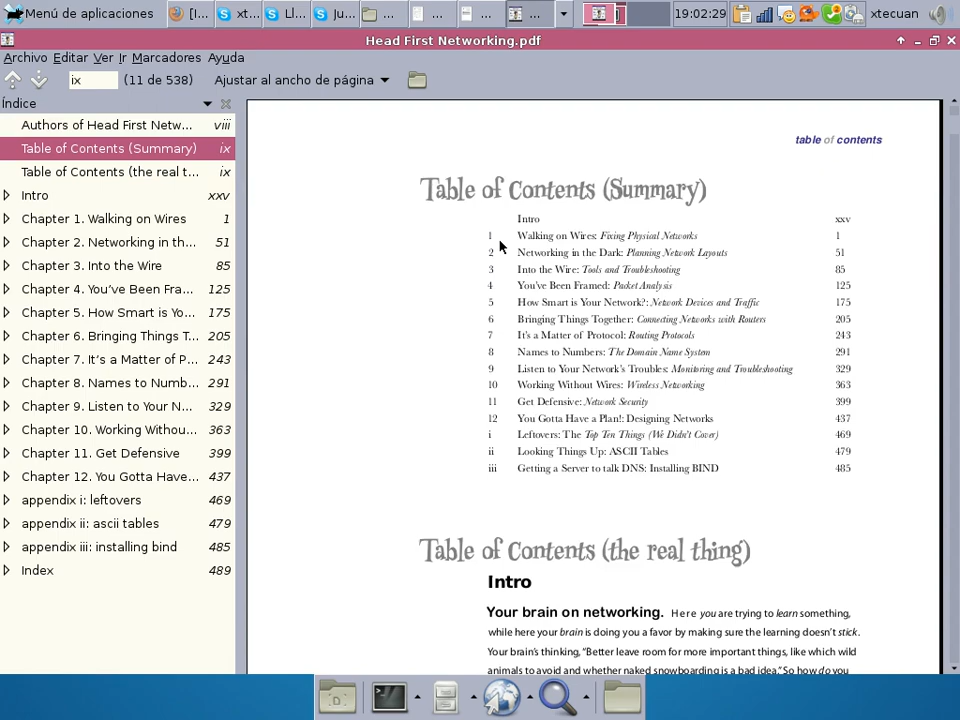 Menú de aplicaciones [I... xt... Ll... Ju... ... ... ... ... 19:02:29 xtecuan
Head First Networking.pdf
Archivo Editar Ver Ir Marcadores Ayuda
ix (11 de 538) Ajustar al ancho de página
Índice
Authors of Head First Netw... viii
Table of Contents (Summary) ix
Table of Contents (the real t... ix
Intro xxv
Chapter 1. Walking on Wires 1
Chapter 2. Networking in th... 51
Chapter 3. Into the Wire 85
Chapter 4. You've Been Fra... 125
Chapter 5. How Smart is Yo... 175
Chapter 6. Bringing Things T... 205
Chapter 7. It's a Matter of P... 243
Chapter 8. Names to Numb... 291
Chapter 9. Listen to Your N... 329
Chapter 10. Working Withou... 363
Chapter 11. Get Defensive 399
Chapter 12. You Gotta Have... 437
appendix i: leftovers 469
appendix ii: ascii tables 479
appendix iii: installing bind 485
Index 489
table of contents
Table of Contents (Summary)
Intro xxv
1 Walking on Wires: Fixing Physical Networks 1
2 Networking in the Dark: Planning Network Layouts 51
3 Into the Wire: Tools and Troubleshooting 85
4 You've Been Framed: Packet Analysis 125
5 How Smart is Your Network?: Network Devices and Traffic 175
6 Bringing Things Together: Connecting Networks with Routers 205
7 It's a Matter of Protocol: Routing Protocols 243
8 Names to Numbers: The Domain Name System 291
9 Listen to Your Network's Troubles: Monitoring and Troubleshooting 329
10 Working Without Wires: Wireless Networking 363
11 Get Defensive: Network Security 399
12 You Gotta Have a Plan!: Designing Networks 437
i Leftovers: The Top Ten Things (We Didn't Cover) 469
ii Looking Things Up: ASCII Tables 479
iii Getting a Server to talk DNS: Installing BIND 485
Table of Contents (the real thing)
Intro
Your brain on networking. Here you are trying to learn something,
while here your brain is doing you a favor by making sure the learning doesn't stick.
Your brain's thinking, "Better leave room for more important things, like which wild
animals to avoid and whether naked snowboarding is a bad idea." So how do you